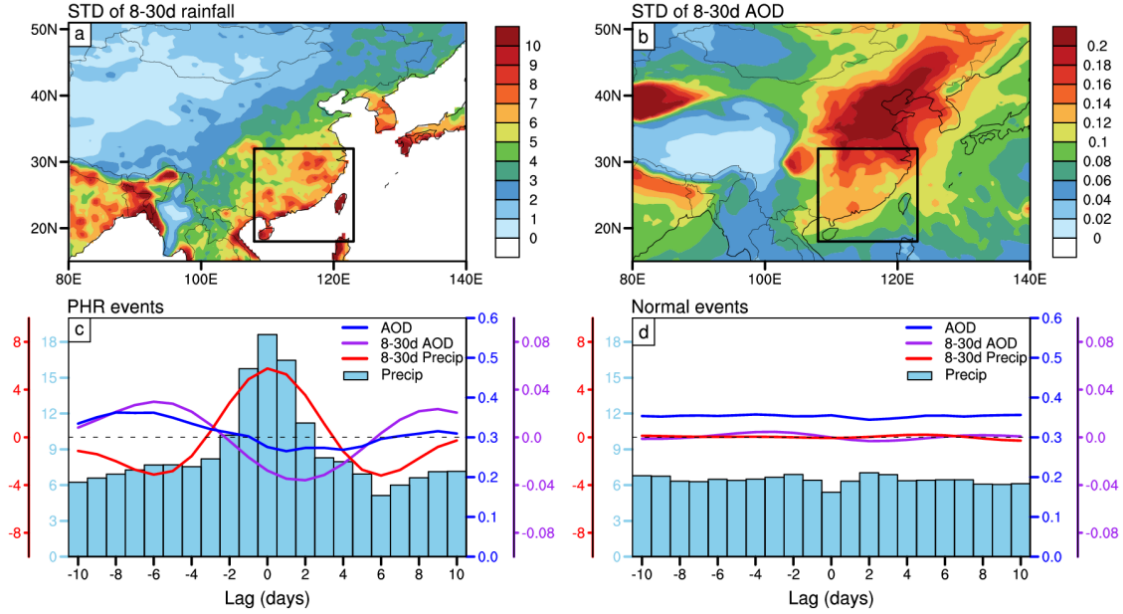 STD of 8-30d rainfall
a
50N
40N
30N
20N
80E 100E 120E 140E
10
9
8
7
6
5
4
3
2
1
0
STD of 8-30d AOD
b
50N
40N
30N
20N
80E 100E 120E 140E
0.2
0.18
0.16
0.14
0.12
0.1
0.08
0.06
0.04
0.02
0
PHR events
c
AOD
8-30d AOD
8-30d Precip
Precip
8
4
0
-4
-8
18
15
12
9
6
3
0
0.6
0.5
0.4
0.3
0.2
0.1
0.0
0.08
0.04
0.0
-0.04
-0.08
-10 -8 -6 -4 -2 0 2 4 6 8 10
Lag (days)
Normal events
d
AOD
8-30d AOD
8-30d Precip
Precip
8
4
0
-4
-8
18
15
12
9
6
3
0
0.6
0.5
0.4
0.3
0.2
0.1
0.0
0.08
0.04
0.0
-0.04
-0.08
-10 -8 -6 -4 -2 0 2 4 6 8 10
Lag (days)